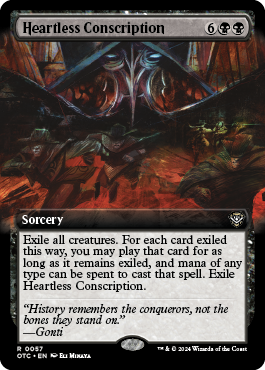 Heartless Conscription 6
Sorcery
Exile all creatures. For each card exiled
this way, you may play that card for as
long as it remains exiled, and mana of any
type can be spent to cast that spell. Exile
Heartless Conscription.
“History remembers the conquerors, not the
bones they stand on.”
—Gonti
R 0057
OTC • EN Eli Minaya
™ & © 2024 Wizards of the Coast